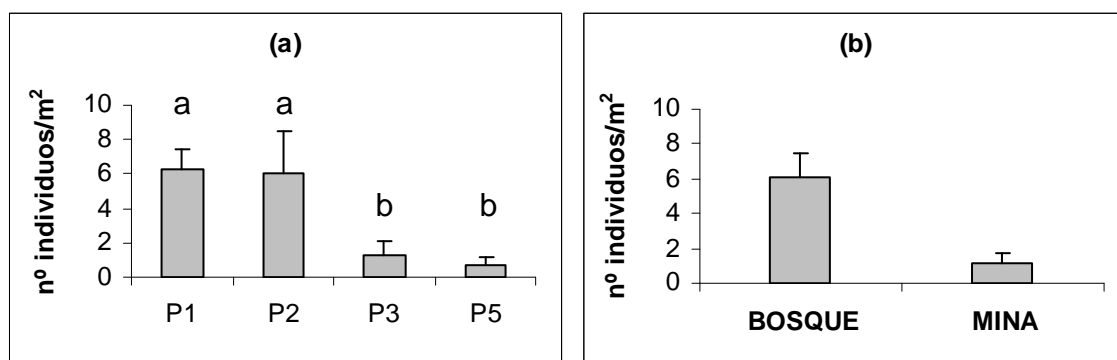 (a)
nº individuos/m²
10
8
6
4
2
0
a
a
b
b
P1
P2
P3
P5
(b)
nº individuos/m²
10
8
6
4
2
0
BOSQUE
MINA